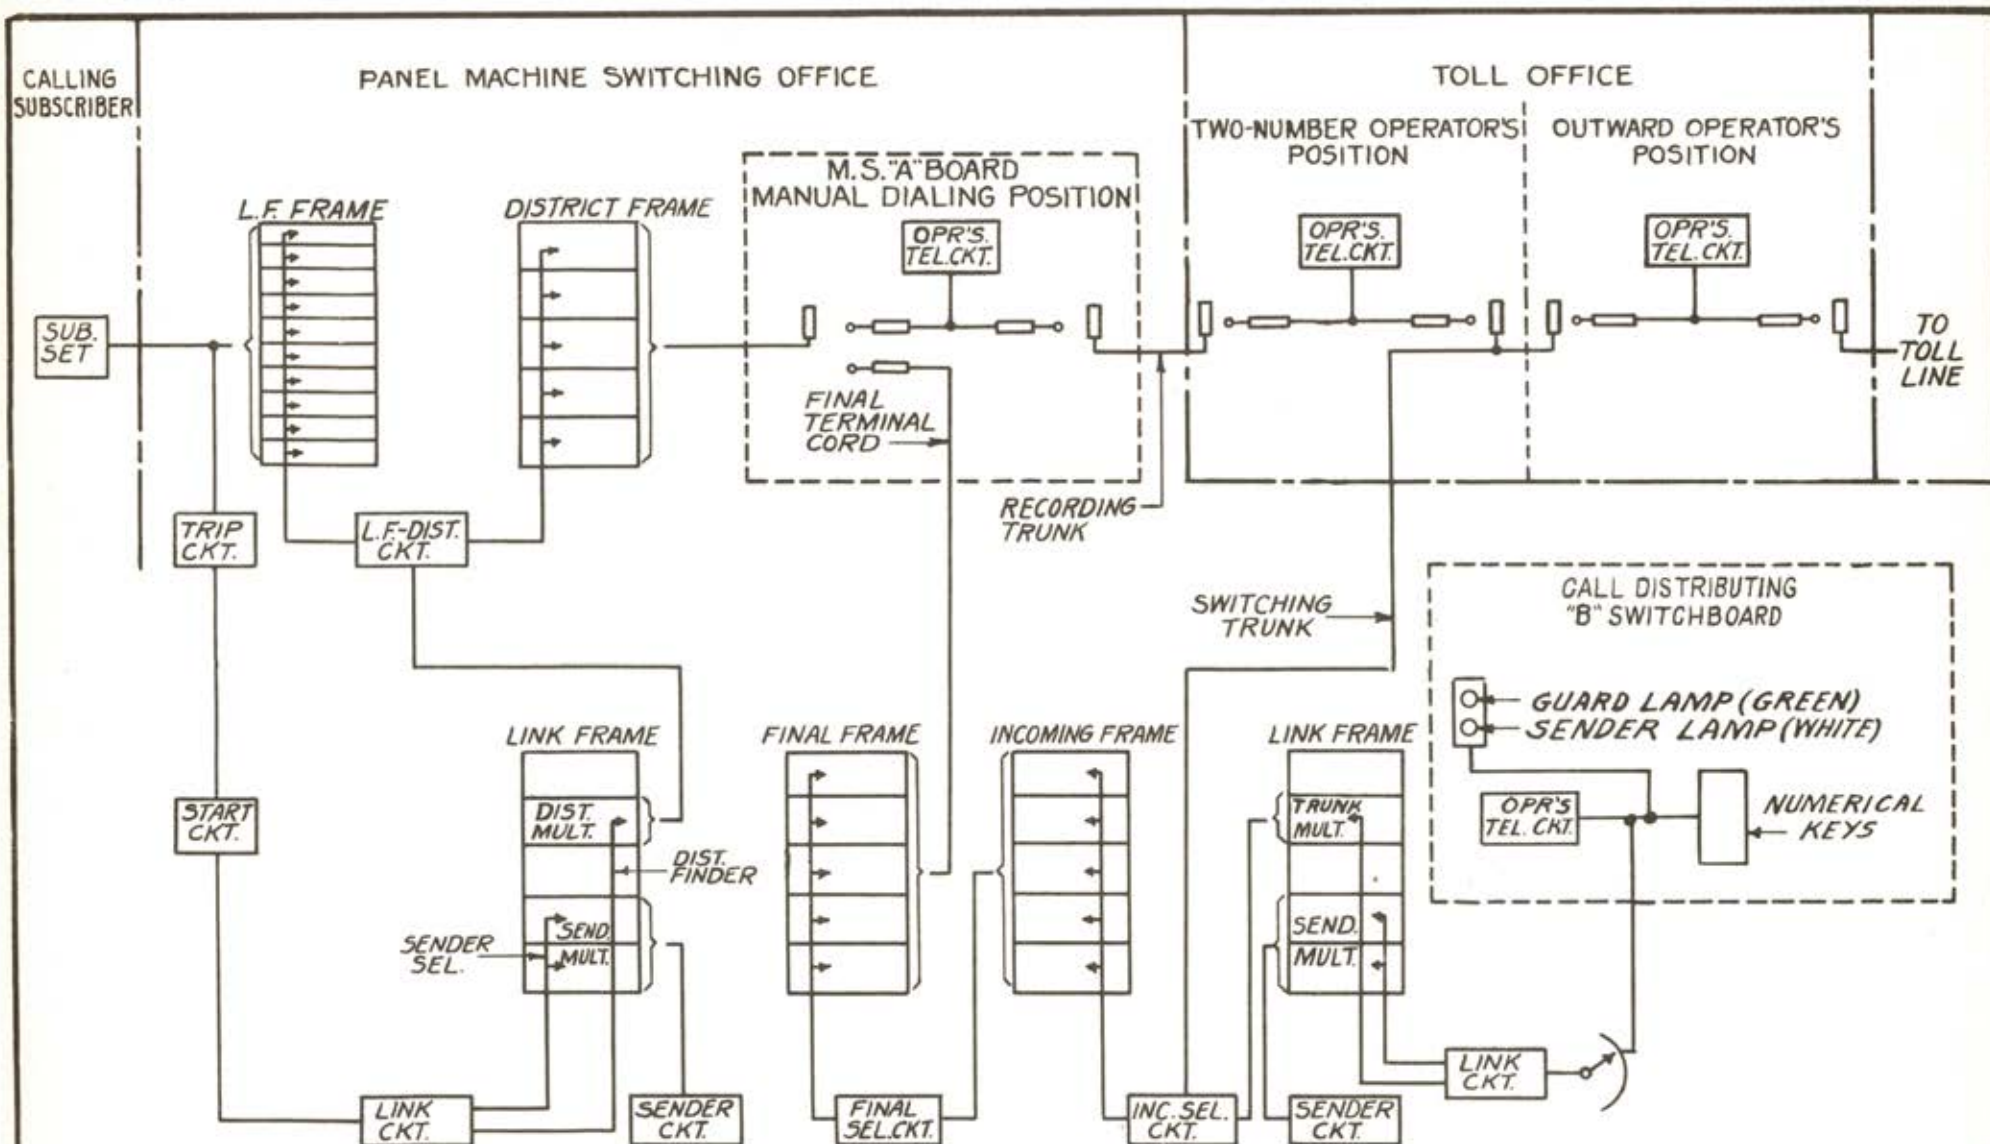 CALLING
SUBSCRIBER
PANEL MACHINE SWITCHING OFFICE
TOLL OFFICE
TWO-NUMBER OPERATOR'S
POSITION
OUTWARD OPERATOR'S
POSITION
M.S."A" BOARD
MANUAL DIALING POSITION
L.F. FRAME
DISTRICT FRAME
OPR'S.
TEL.CKT.
OPR'S.
TEL.CKT.
OPR'S.
TEL.CKT.
SUB.
SET
TO
TOLL
LINE
FINAL
TERMINAL
CORD
RECORDING
TRUNK
TRIP
CKT.
L.F.-DIST.
CKT.
SWITCHING
TRUNK
CALL DISTRIBUTING
"B" SWITCHBOARD
GUARD LAMP (GREEN)
SENDER LAMP (WHITE)
OPR'S
TEL. CKT.
NUMERICAL
KEYS
LINK FRAME
FINAL FRAME
INCOMING FRAME
LINK FRAME
START
CKT.
DIST.
MULT.
DIST.
FINDER
TRUNK
MULT.
SENDER
SEL.
SEND.
MULT.
SEND.
MULT.
LINK
CKT.
LINK
CKT.
SENDER
CKT.
FINAL
SEL.CKT.
INC. SEL.
CKT.
SENDER
CKT.